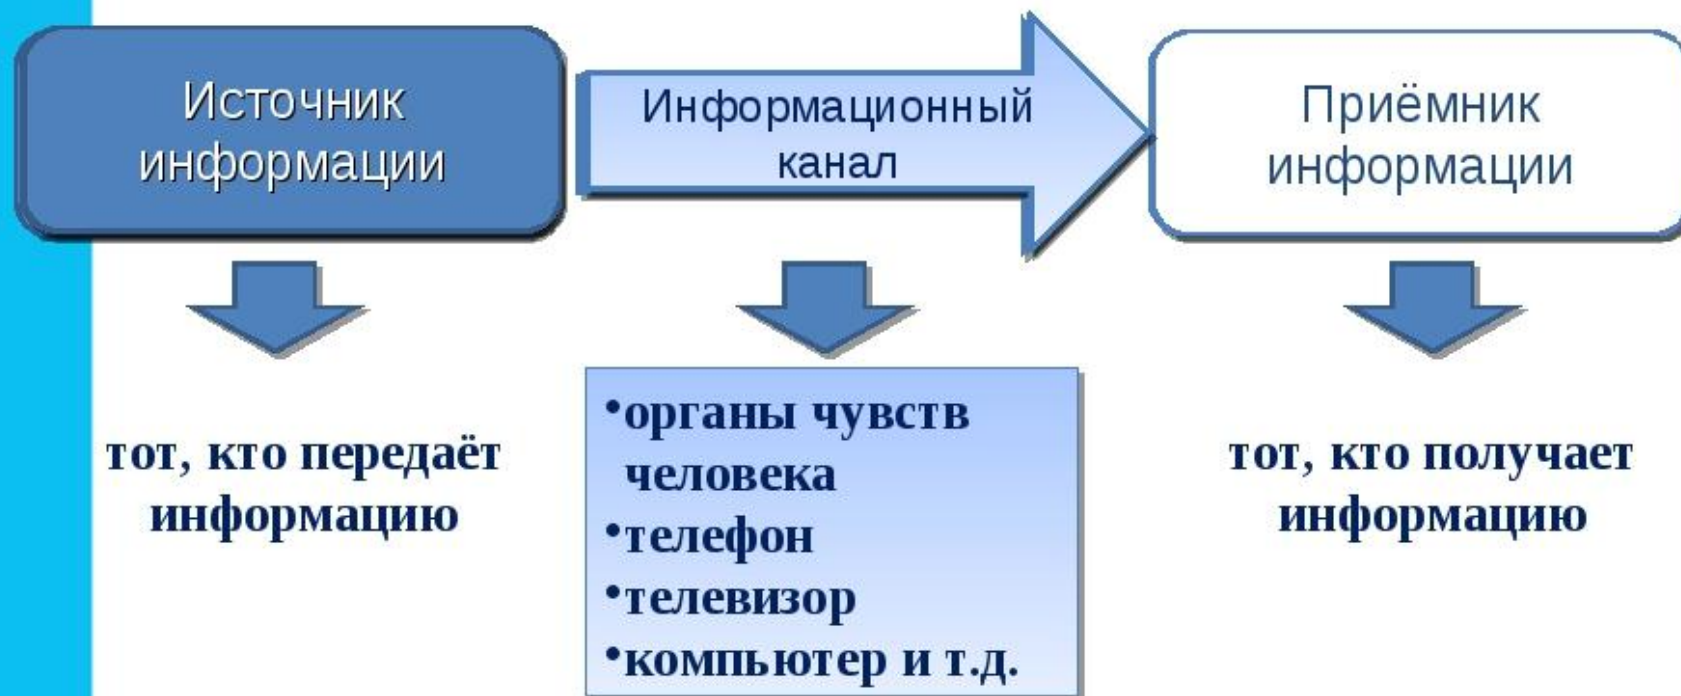 Источник
информации
Информационный
канал
Приёмник
информации
тот, кто передаёт
информацию
•органы чувств
человека
•телефон
•телевизор
•компьютер и т.д.
тот, кто получает
информацию